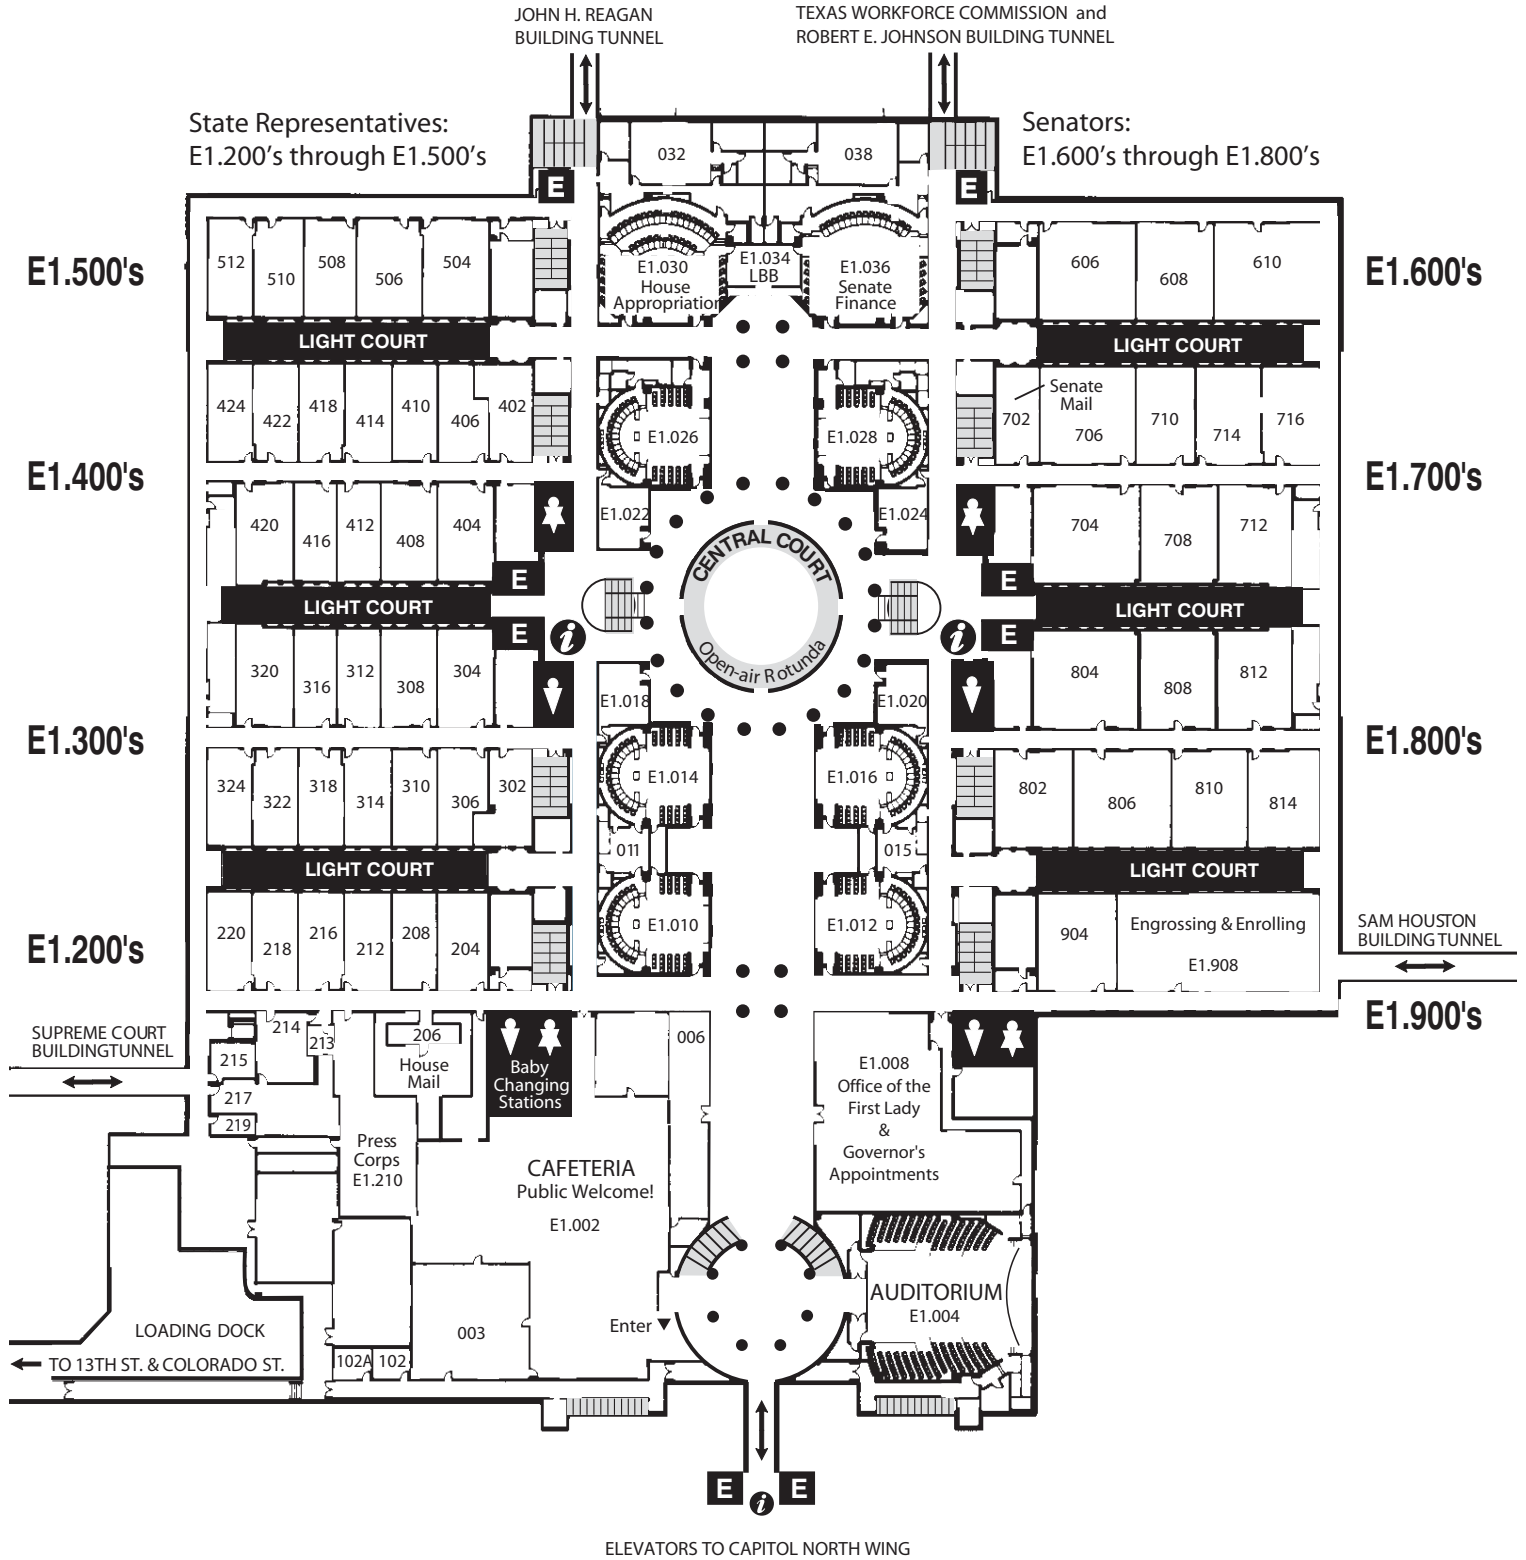 JOHN H. REAGAN
BUILDING TUNNEL
TEXAS WORKFORCE COMMISSION and
ROBERT E. JOHNSON BUILDING TUNNEL
State Representatives:
E1.200's through E1.500's
Senators:
E1.600's through E1.800's
032
038
E
E
E1.500's
512
510
508
506
504
E1.030
House
Appropriation
E1.034
LBB
E1.036
Senate
Finance
606
608
610
E1.600's
LIGHT COURT
LIGHT COURT
424
422
418
414
410
406
402
E1.026
E1.028
702
Senate
Mail
706
710
714
716
E1.400's
E1.700's
420
416
412
408
404
E1.022
E1.024
704
708
712
CENTRAL COURT
Open-air Rotunda
E
E
LIGHT COURT
LIGHT COURT
E
i
i
E
320
316
312
308
304
E1.018
E1.020
804
808
812
E1.300's
E1.800's
324
322
318
314
310
306
302
E1.014
E1.016
802
806
810
814
LIGHT COURT
011
015
LIGHT COURT
E1.200's
220
218
216
212
208
204
E1.010
E1.012
904
Engrossing & Enrolling
E1.908
SAM HOUSTON
BUILDING TUNNEL
E1.900's
SUPREME COURT
BUILDINGTUNNEL
214
213
215
217
219
206
House
Mail
Baby
Changing
Stations
006
E1.008
Office of the
First Lady
&
Governor's
Appointments
Press
Corps
E1.210
CAFETERIA
Public Welcome!
E1.002
AUDITORIUM
E1.004
Enter
LOADING DOCK
TO 13TH ST. & COLORADO ST.
102A
102
003
E
i
E
ELEVATORS TO CAPITOL NORTH WING